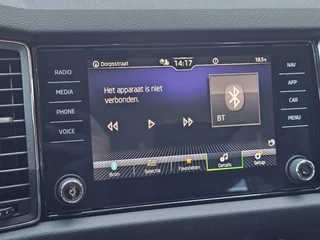 Dorpsstraat 14:17 18.5
RADIO
MEDIA
PHONE
VOICE
Het apparaat is niet
verbonden.
BT
NAV
APP
CAR
MENU
Bron Selectie Favorieten Details Setup